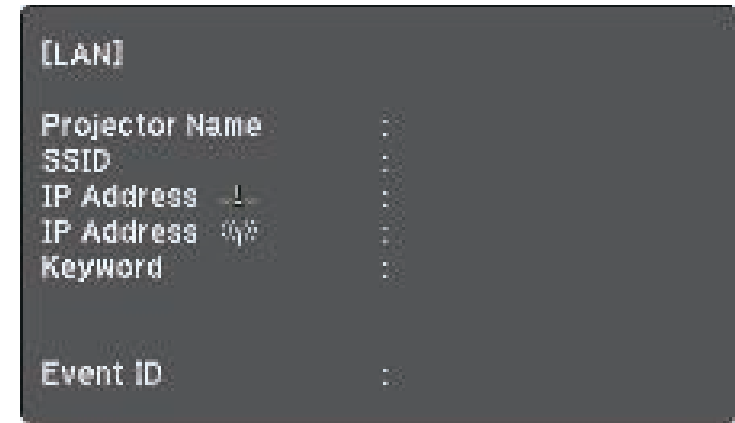 [LAN]
Projector Name :
SSID :
IP Address :
IP Address :
Keyword :
Event ID :